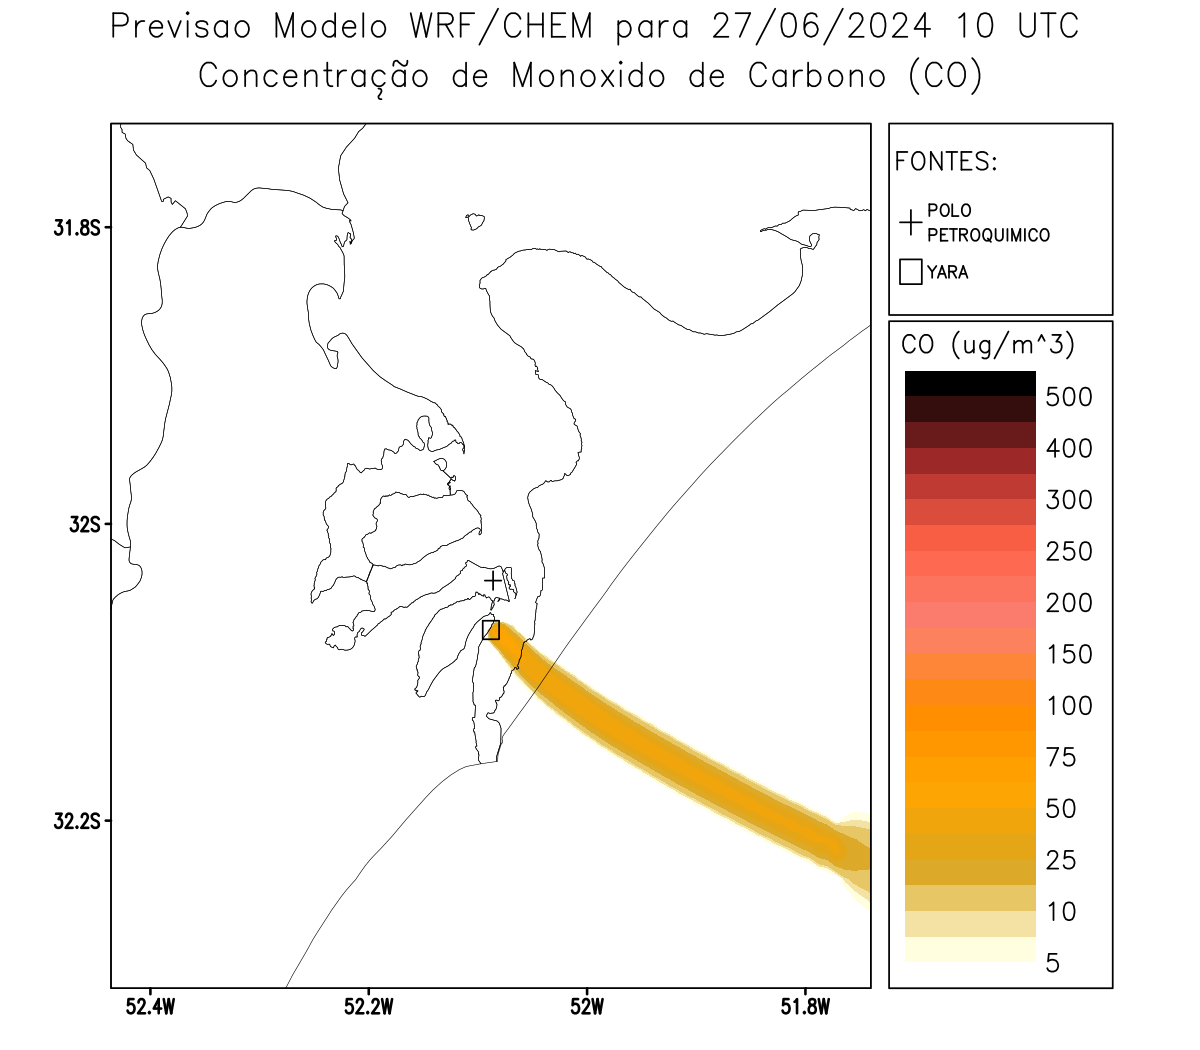 Previsao Modelo WRF/CHEM para 27/06/2024 10 UTC
Concentração de Monoxido de Carbono (CO)
FONTES:
POLO
PETROQUIMICO
YARA
CO (ug/m^3)
500
400
300
250
200
150
100
75
50
25
10
5
31.8S
32S
32.2S
52.4W
52.2W
52W
51.8W